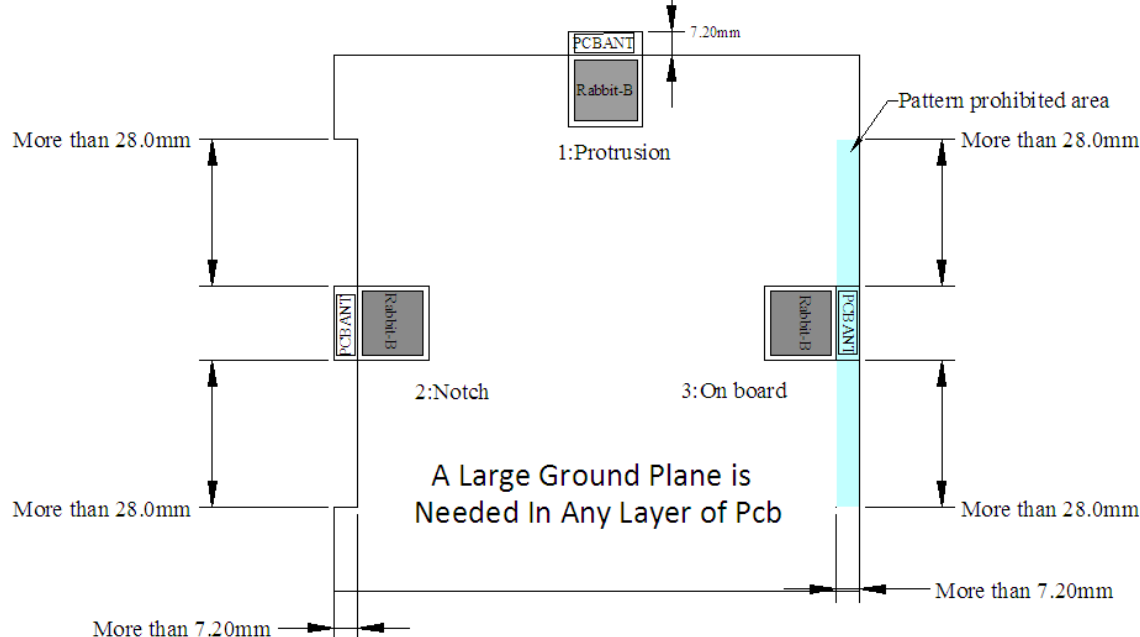 7.20mm
PCBANT
Rabbit-B
Pattern prohibited area
More than 28.0mm
More than 28.0mm
1:Protrusion
PCBANT
Rabbit-B
Rabbit-B
PCBANT
2:Notch
3:On board
A Large Ground Plane is
Needed In Any Layer of Pcb
More than 28.0mm
More than 28.0mm
More than 7.20mm
More than 7.20mm